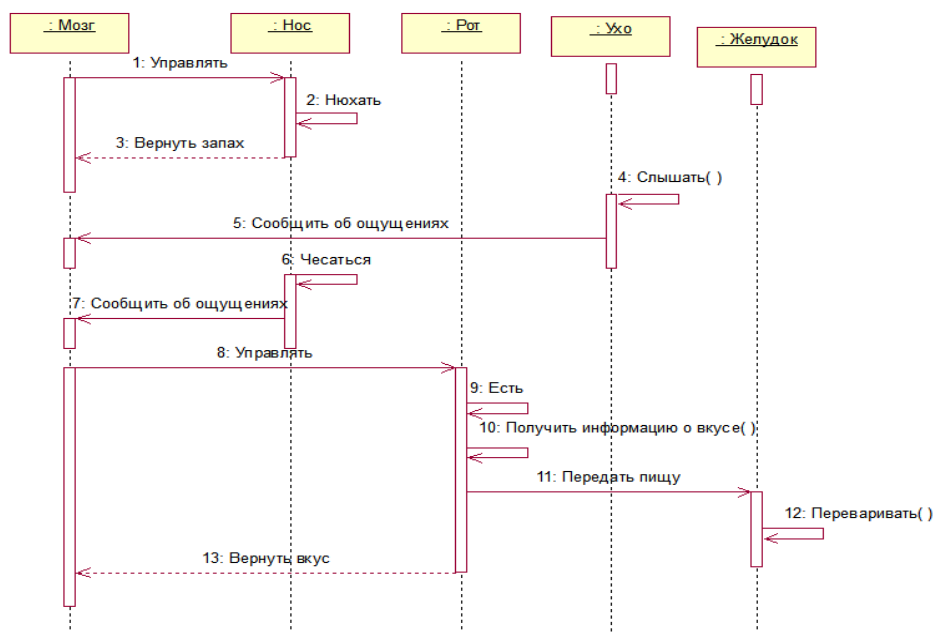 _: Мозг
_: Нос
_: Рот
_: Ухо
_: Желудок
1: Управлять
2: Нюхать
3: Вернуть запах
4: Слышать( )
5: Сообщить об ощущениях
6: Чесаться
7: Сообщить об ощущениях
8: Управлять
9: Есть
10: Получить информацию о вкусе( )
11: Передать пищу
12: Переваривать( )
13: Вернуть вкус